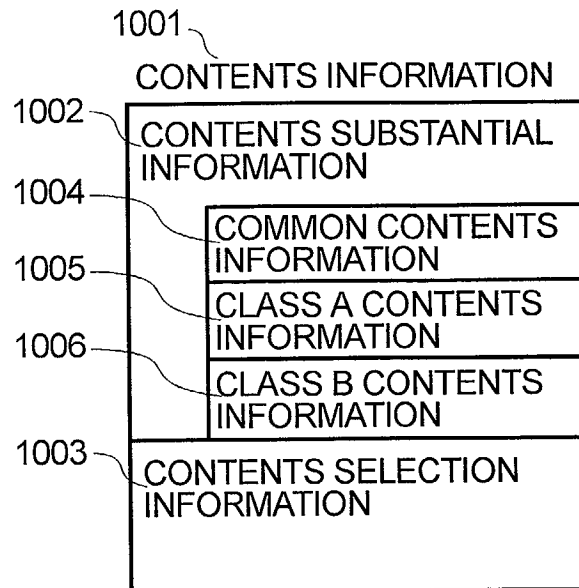 1001
CONTENTS INFORMATION
1002
CONTENTS SUBSTANTIAL
INFORMATION
1004
COMMON CONTENTS
INFORMATION
1005
CLASS A CONTENTS
INFORMATION
1006
CLASS B CONTENTS
INFORMATION
1003
CONTENTS SELECTION
INFORMATION